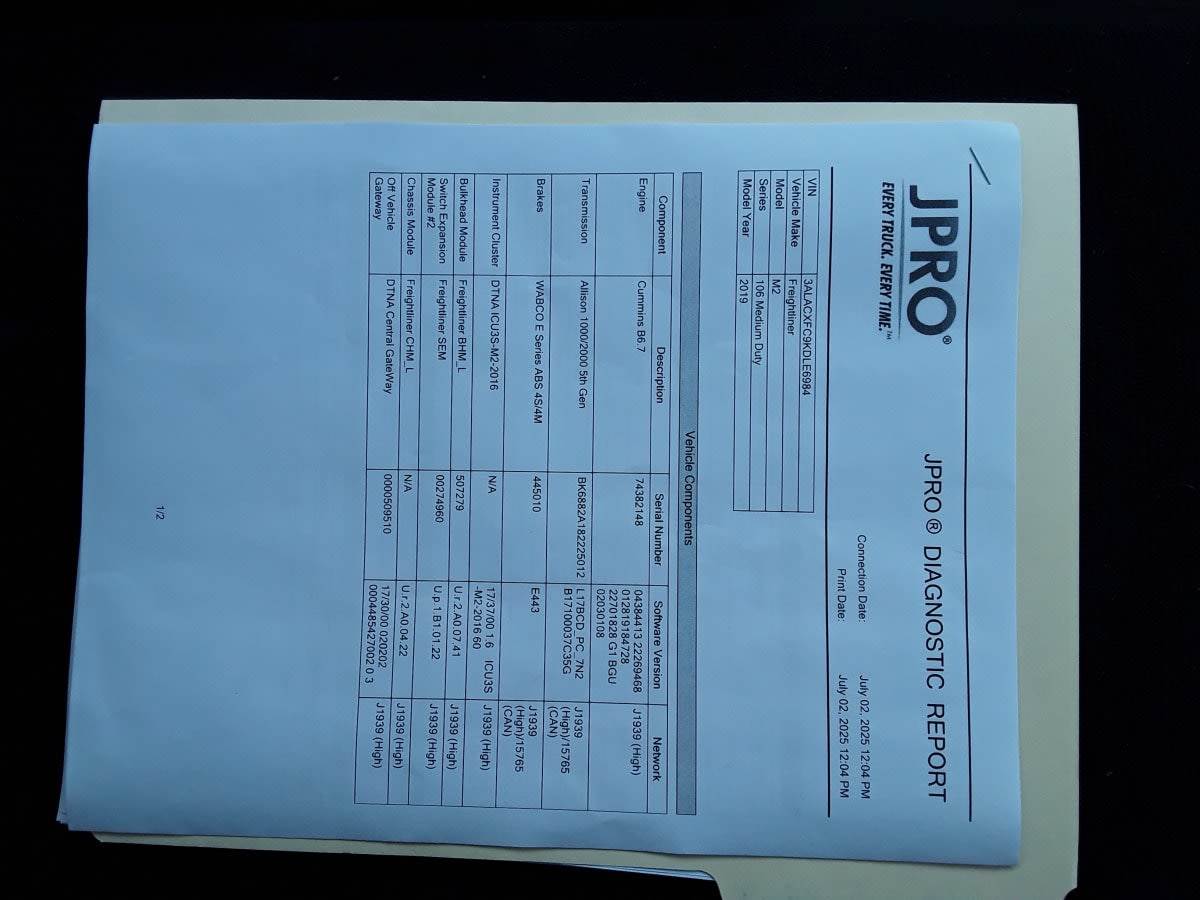 JPRO®
EVERY TRUCK. EVERY TIME.™
JPRO ® DIAGNOSTIC REPORT
Connection Date: July 02, 2025 12:04 PM
Print Date: July 02, 2025 12:04 PM
VIN 3ALACXFC9KDLE6984
Vehicle Make Freightliner
Model M2
Series 106 Medium Duty
Model Year 2019
Vehicle Components
Component Description Serial Number Software Version Network
Engine Cummins B6.7 74382148 04384413 22269468 J1939 (High)
012819184728
22701828 G1 BGU
02030108
Transmission Allison 1000/2000 5th Gen BK6882A182225012 L17BCD_PC_7N2 J1939
B17100037C35G (High)/15765
(CAN)
Brakes WABCO E Series ABS 4S/4M 445010 E443 J1939
(High)/15765
(CAN)
Instrument Cluster DTNA ICU3S-M2-2016 N/A 17/37/00 1.6 ICU3S J1939 (High)
-M2-2016 60
Bulkhead Module Freightliner BHM_L 507279 U.r.2.A0.07.41 J1939 (High)
Switch Expansion Freightliner SEM 00274960 U.p.1.B1.01.22 J1939 (High)
Module #2
Chassis Module Freightliner CHM_L N/A U.r.2.A0.04.22 J1939 (High)
Off Vehicle DTNA Central GateWay 0000509510 17/30/00 020202 J1939 (High)
Gateway 0004485427002 0 3
1/2